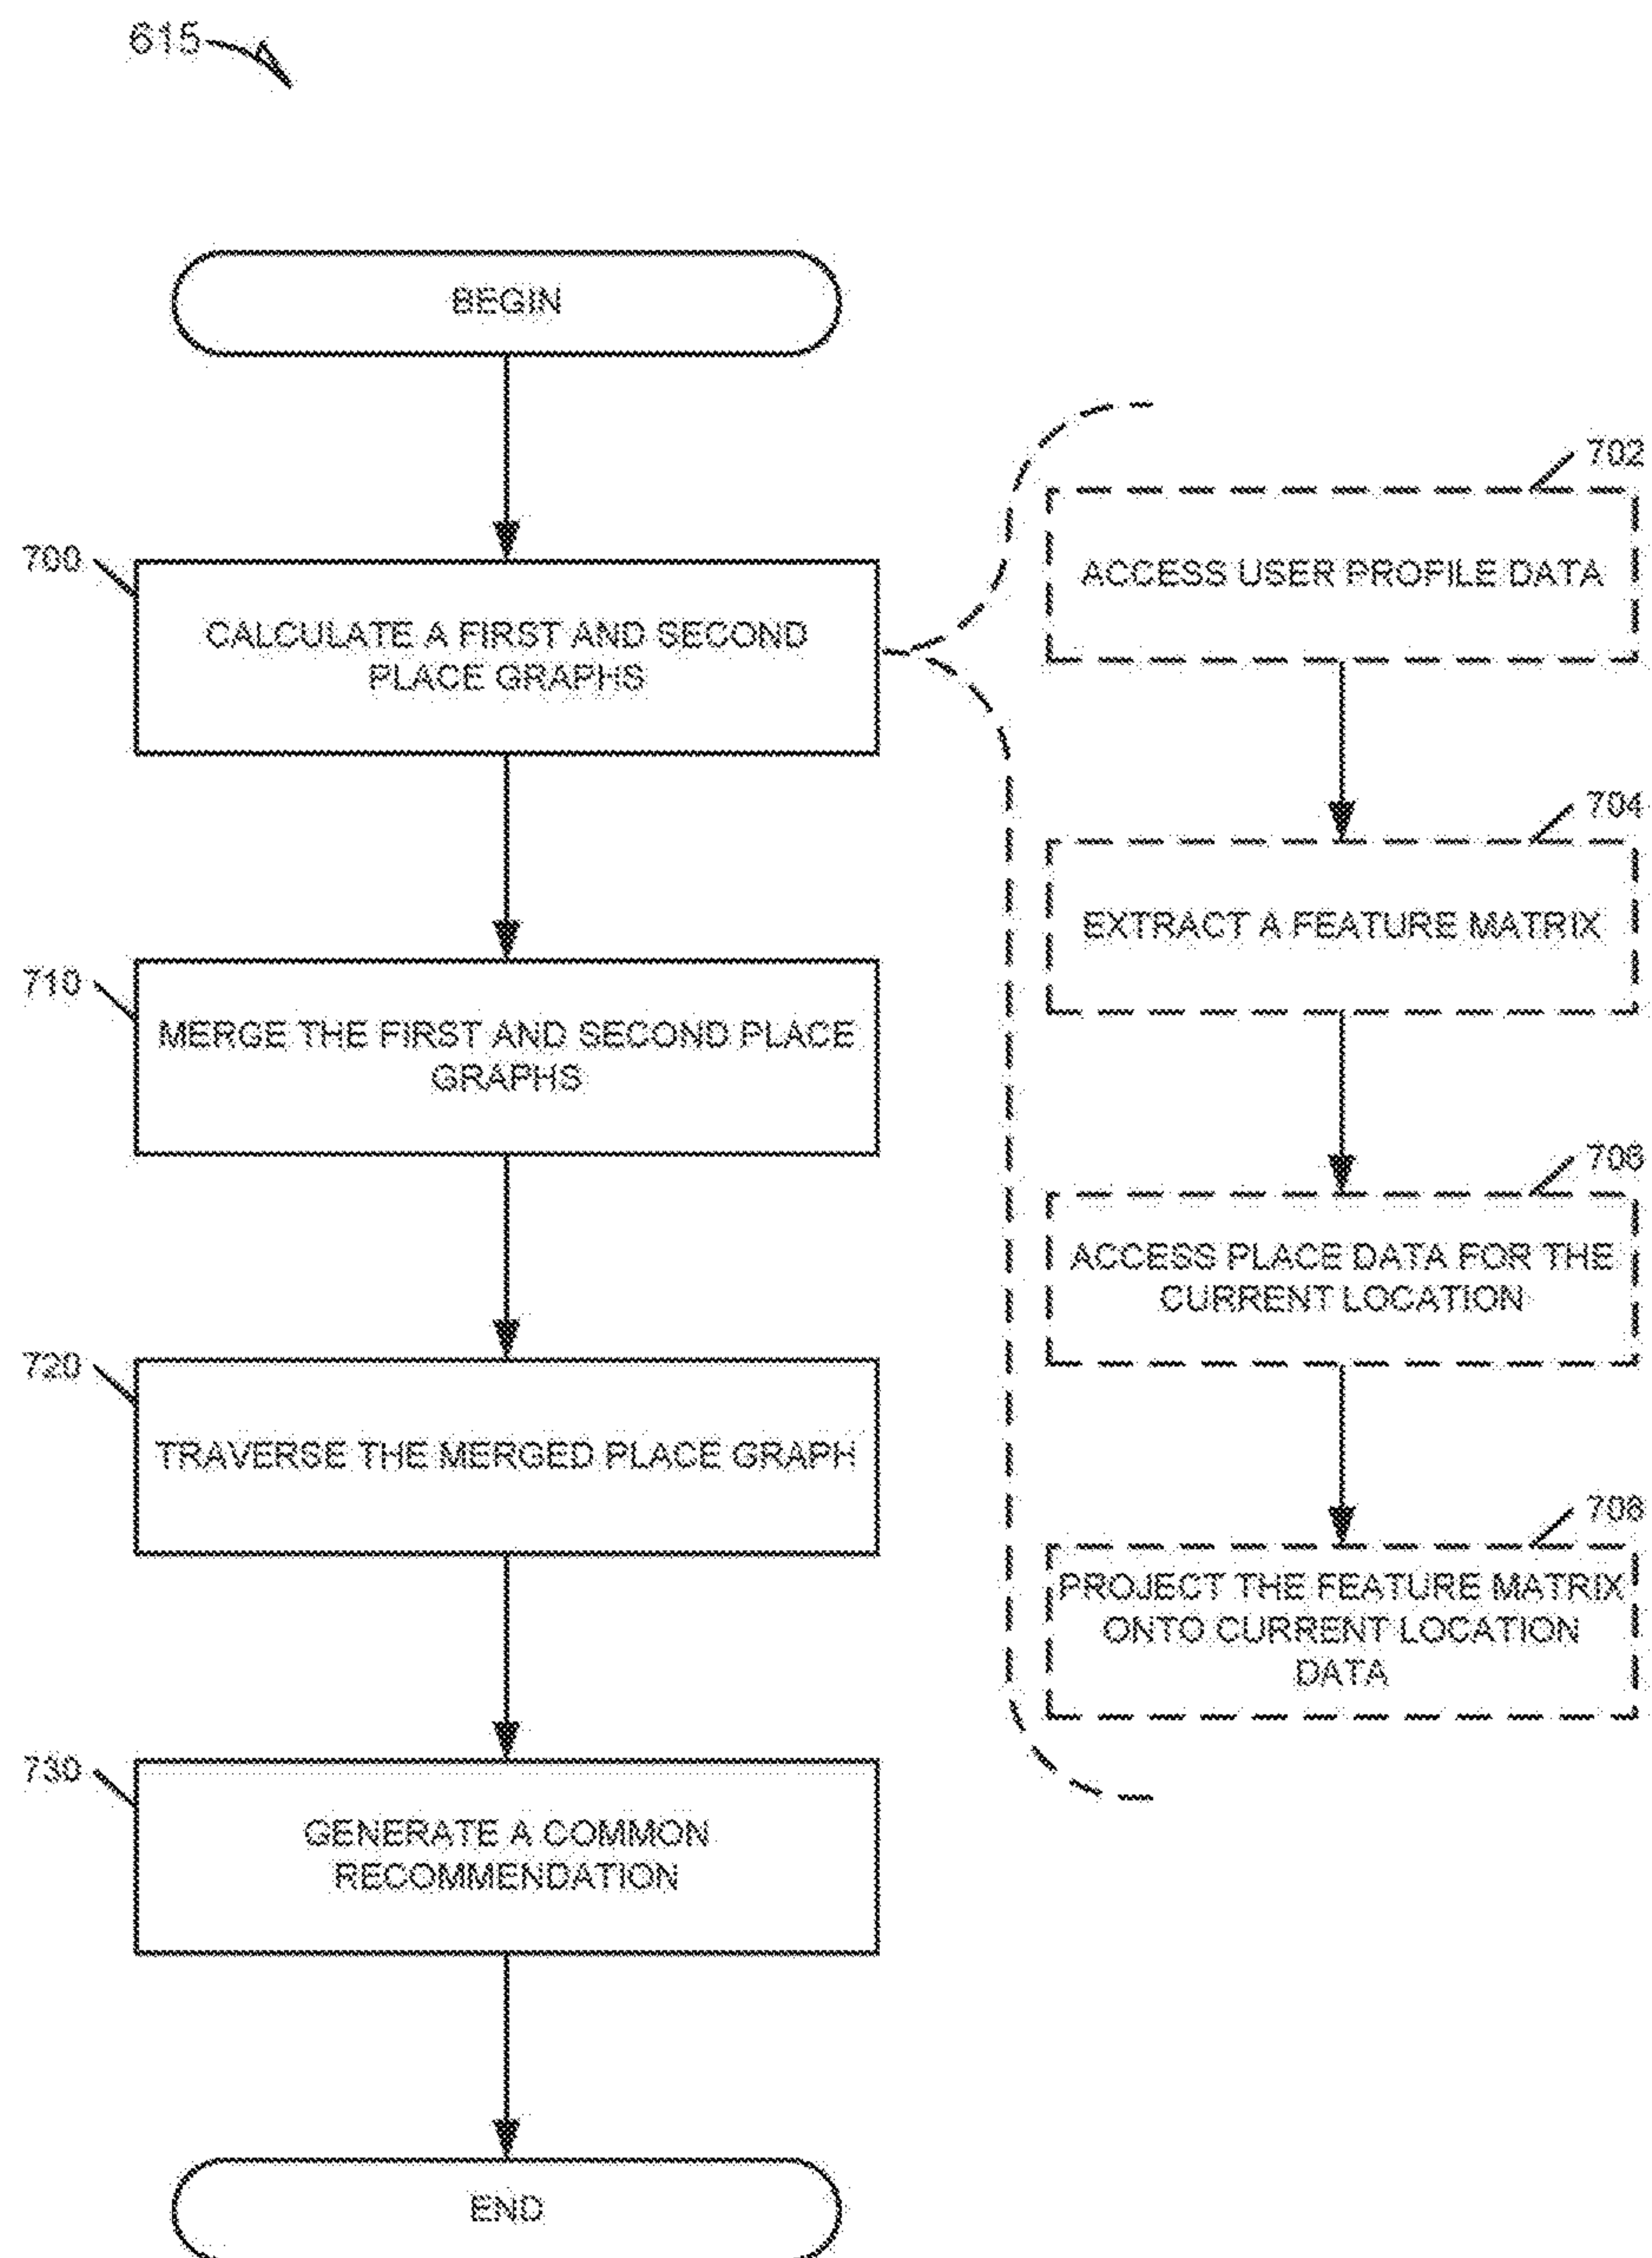 615
BEGIN
700
CALCULATE A FIRST AND SECOND
PLACE GRAPHS
710
MERGE THE FIRST AND SECOND PLACE
GRAPHS
720
TRAVERSE THE MERGED PLACE GRAPH
730
GENERATE A COMMON
RECOMMENDATION
END
702
ACCESS USER PROFILE DATA
704
EXTRACT A FEATURE MATRIX
ACCESS PLACE DATA FOR THE
CURRENT LOCATION
PROJECT THE FEATURE MATRIX
ONTO CURRENT LOCATION
DATA